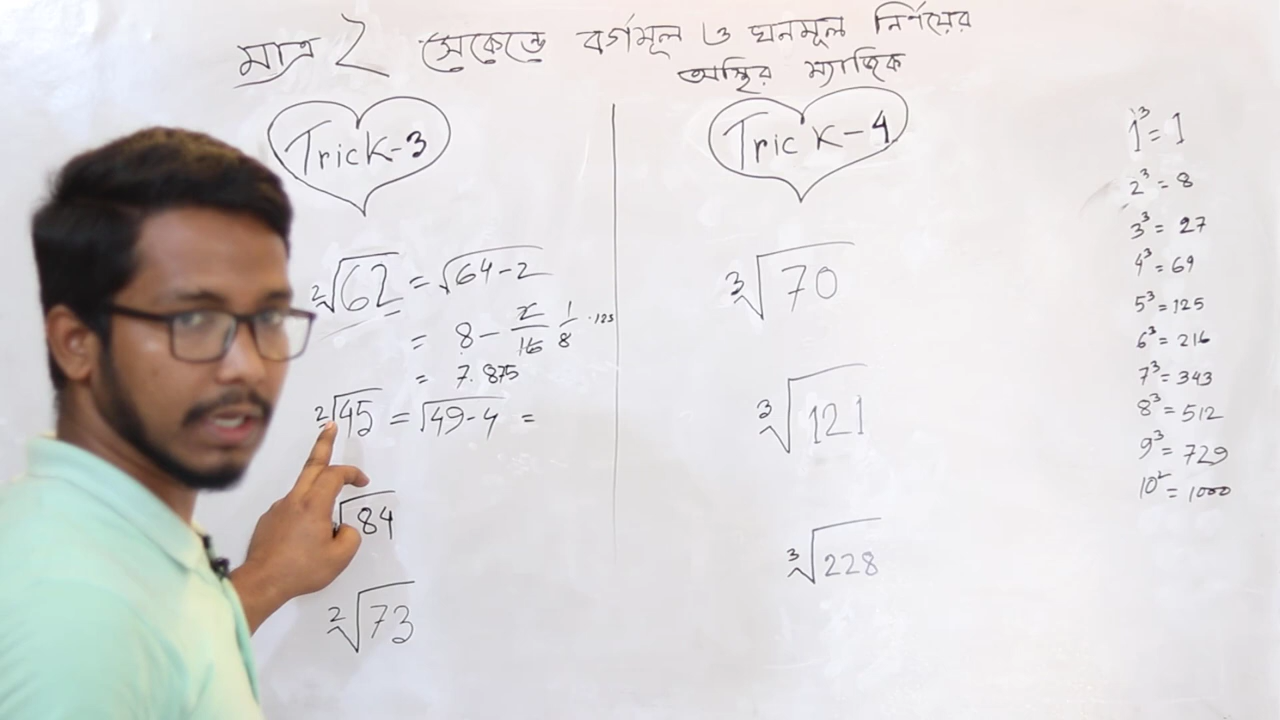 মাত্র 2 সেকেন্ডে বর্গমূল ও ঘনমূল নির্ণয়ের
অস্থির ম্যাজিক
Trick-3
²√62 = √64-2
= 8 - 2/16 1/8 .125
= 7.875
²√45 = √49-4 =
√84
²√73
Trick-4
³√70
³√121
³√228
1³ = 1
2³ = 8
3³ = 27
4³ = 64
5³ = 125
6³ = 216
7³ = 343
8³ = 512
9³ = 729
10² = 1000